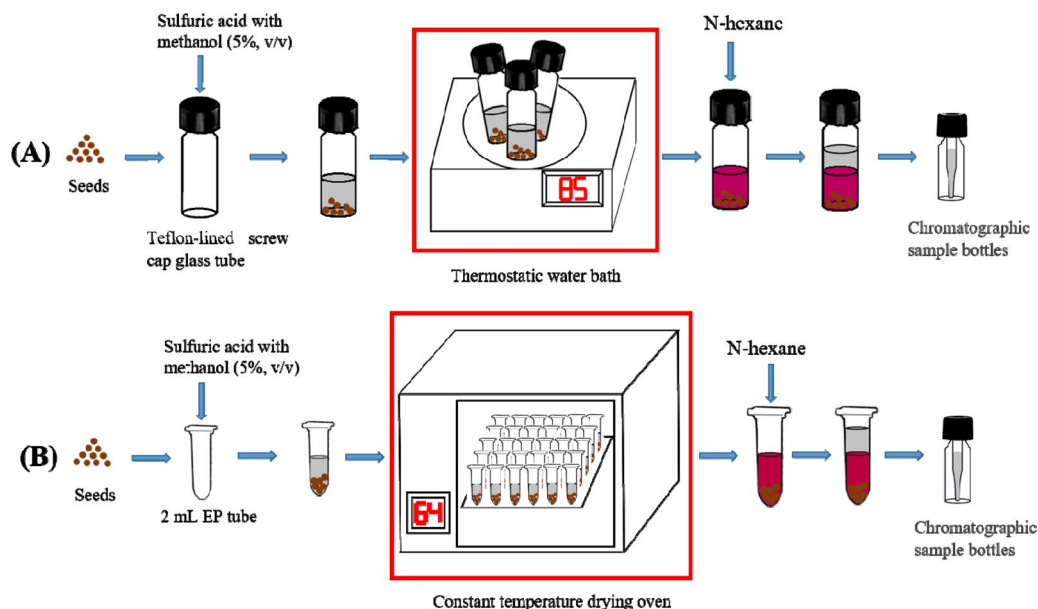 Sulfuric acid with
methanol (5%, v/v)
N-hexane
(A)
Seeds
85
Teflon-lined screw
cap glass tube
Chromatographic
sample bottles
Thermostatic water bath
Sulfuric acid with
methanol (5%, v/v)
N-hexane
(B)
Seeds
64
2 mL EP tube
Chromatographic
sample bottles
Constant temperature drying oven